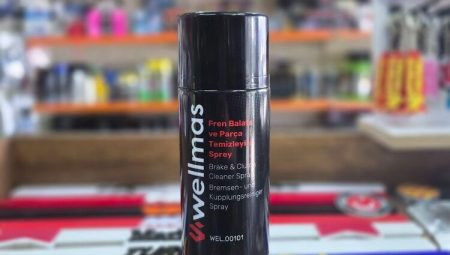 wellmas
Fren Balata
ve Parça
Temizleyici
Sprey
Brake & Clutch
Cleaner Spray
Bremsen- und
Kupplungsreiniger
Spray
WEL.00101